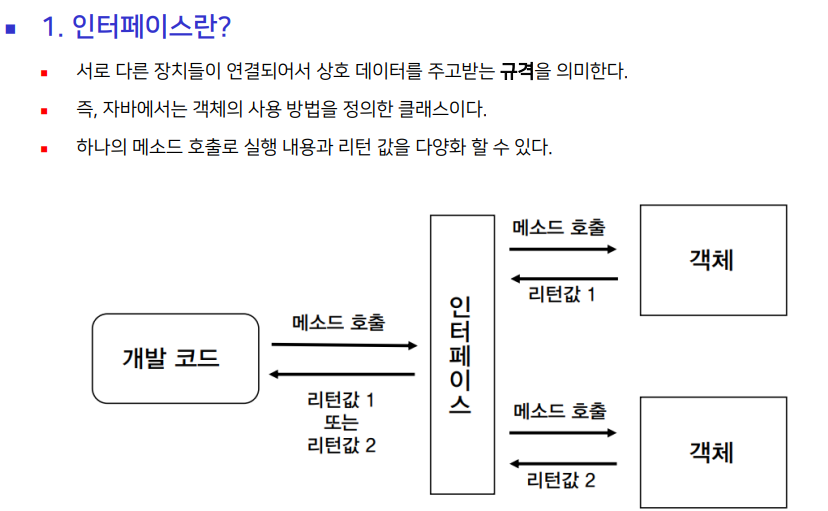 1. 인터페이스란?
서로 다른 장치들이 연결되어서 상호 데이터를 주고받는 규격을 의미한다.
즉, 자바에서는 객체의 사용 방법을 정의한 클래스이다.
하나의 메소드 호출로 실행 내용과 리턴 값을 다양화 할 수 있다.
개발 코드
메소드 호출
리턴값 1
또는
리턴값 2
인터페이스
메소드 호출
리턴값 1
객체
메소드 호출
리턴값 2
객체